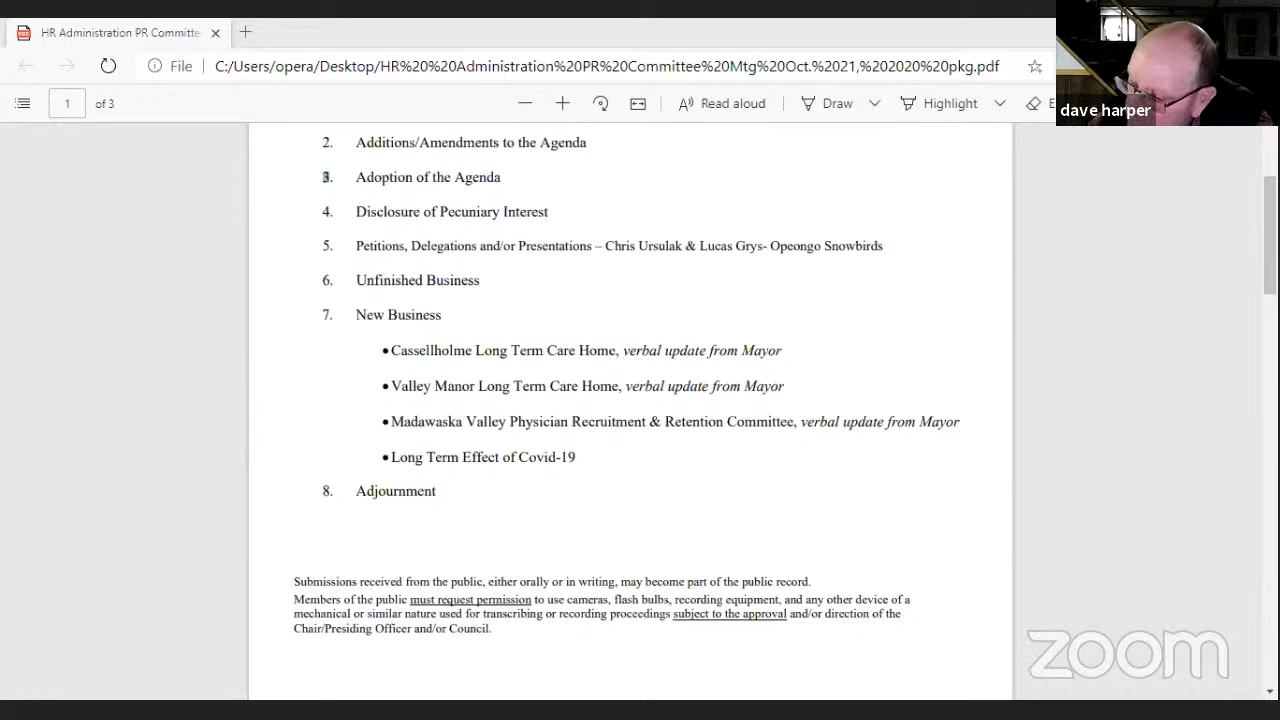 HR Administration PR Committe
File
C:/Users/opera/Desktop/HR%20%20Administration%20PR%20Committee%20Mtg%20Oct.%2021,%202020%20pkg.pdf
1 of 3
Read aloud
Draw
Highlight
E
dave harper
2. Additions/Amendments to the Agenda
3. Adoption of the Agenda
4. Disclosure of Pecuniary Interest
5. Petitions, Delegations and/or Presentations – Chris Ursulak & Lucas Grys- Opeongo Snowbirds
6. Unfinished Business
7. New Business
• Cassellholme Long Term Care Home, verbal update from Mayor
• Valley Manor Long Term Care Home, verbal update from Mayor
• Madawaska Valley Physician Recruitment & Retention Committee, verbal update from Mayor
• Long Term Effect of Covid-19
8. Adjournment
Submissions received from the public, either orally or in writing, may become part of the public record.
Members of the public must request permission to use cameras, flash bulbs, recording equipment, and any other device of a
mechanical or similar nature used for transcribing or recording proceedings subject to the approval and/or direction of the
Chair/Presiding Officer and/or Council.
zoom